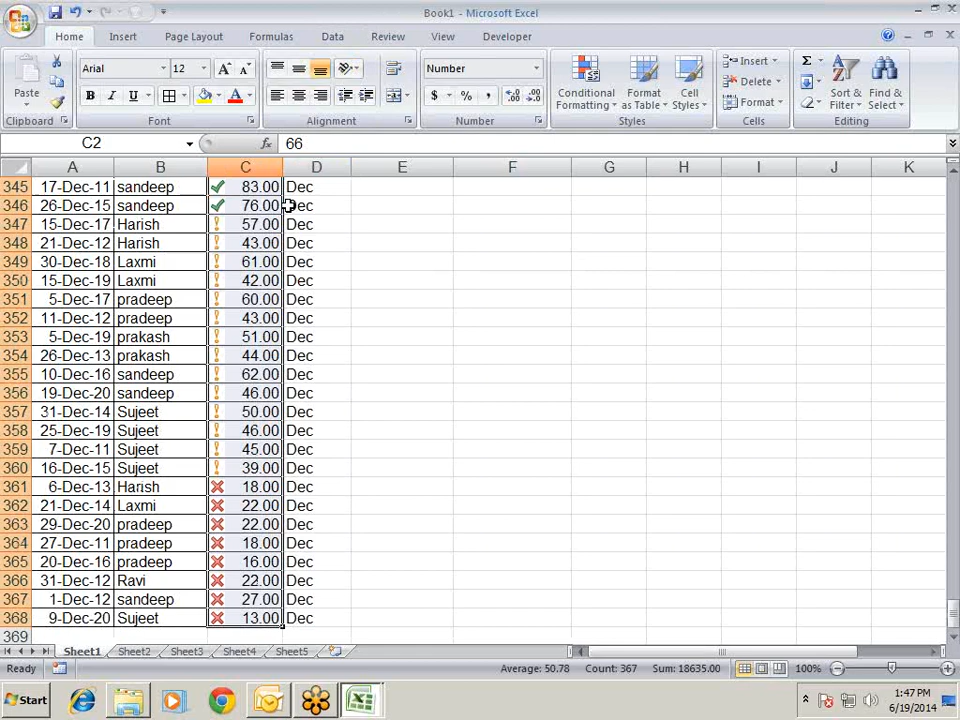 Book1 - Microsoft Excel
Home Insert Page Layout Formulas Data Review View Developer
Paste
Clipboard
Arial 12
B I U
Font
Alignment
Number
$ % ,
Number
Conditional Formatting
Format as Table
Cell Styles
Styles
Insert
Delete
Format
Cells
Σ
Sort & Filter
Find & Select
Editing
C2 fx 66
A B C D E F G H I J K
345 17-Dec-11 sandeep 83.00 Dec
346 26-Dec-15 sandeep 76.00 Dec
347 15-Dec-17 Harish 57.00 Dec
348 21-Dec-12 Harish 43.00 Dec
349 30-Dec-18 Laxmi 61.00 Dec
350 15-Dec-19 Laxmi 42.00 Dec
351 5-Dec-17 pradeep 60.00 Dec
352 11-Dec-12 pradeep 43.00 Dec
353 5-Dec-19 prakash 51.00 Dec
354 26-Dec-13 prakash 44.00 Dec
355 10-Dec-16 sandeep 62.00 Dec
356 19-Dec-20 sandeep 46.00 Dec
357 31-Dec-14 Sujeet 50.00 Dec
358 25-Dec-19 Sujeet 46.00 Dec
359 7-Dec-11 Sujeet 45.00 Dec
360 16-Dec-15 Sujeet 39.00 Dec
361 6-Dec-13 Harish 18.00 Dec
362 21-Dec-14 Laxmi 22.00 Dec
363 29-Dec-20 pradeep 22.00 Dec
364 27-Dec-11 pradeep 18.00 Dec
365 20-Dec-16 pradeep 16.00 Dec
366 31-Dec-12 Ravi 22.00 Dec
367 1-Dec-12 sandeep 27.00 Dec
368 9-Dec-20 Sujeet 13.00 Dec
369
Sheet1 Sheet2 Sheet3 Sheet4 Sheet5
Ready Average: 50.78 Count: 367 Sum: 18635.00 100%
Start
1:47 PM
6/19/2014